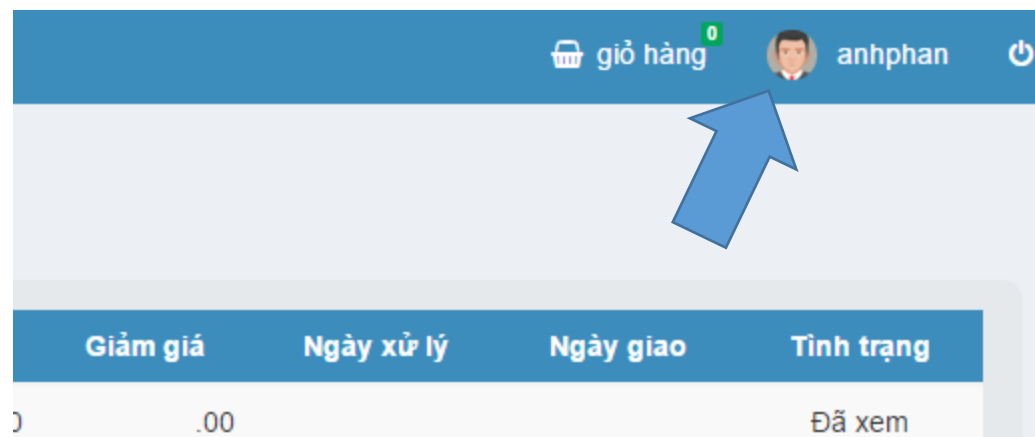 giỏ hàng 0 anhphan
Giảm giá Ngày xử lý Ngày giao Tình trạng
.00 Đã xem